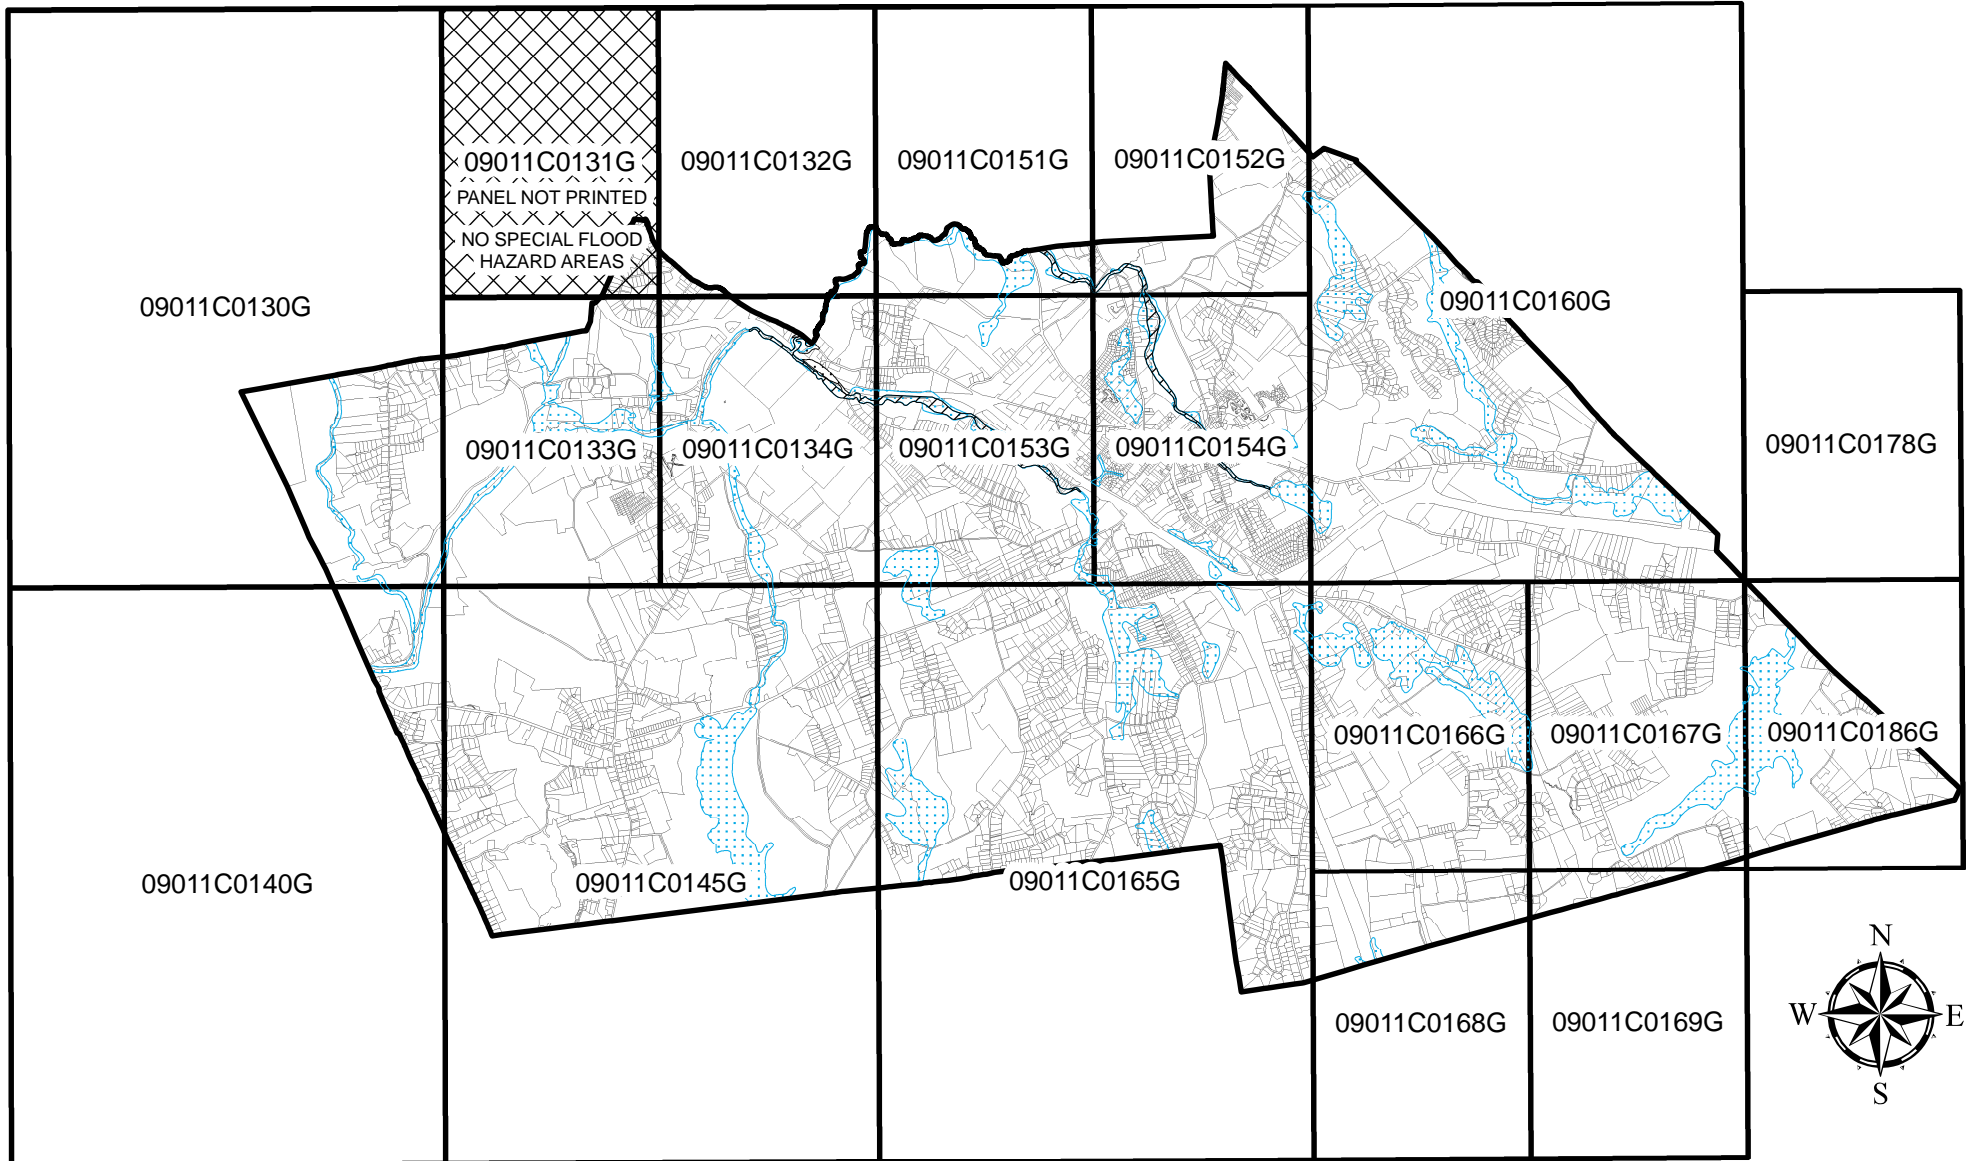 09011C0131G
09011C0132G
09011C0151G
09011C0152G
PANEL NOT PRINTED
NO SPECIAL FLOOD
HAZARD AREAS
09011C0130G
09011C0160G
09011C0133G
09011C0134G
09011C0153G
09011C0154G
09011C0178G
09011C0166G
09011C0167G
09011C0186G
09011C0140G
09011C0145G
09011C0165G
09011C0168G
09011C0169G
N
W
E
S